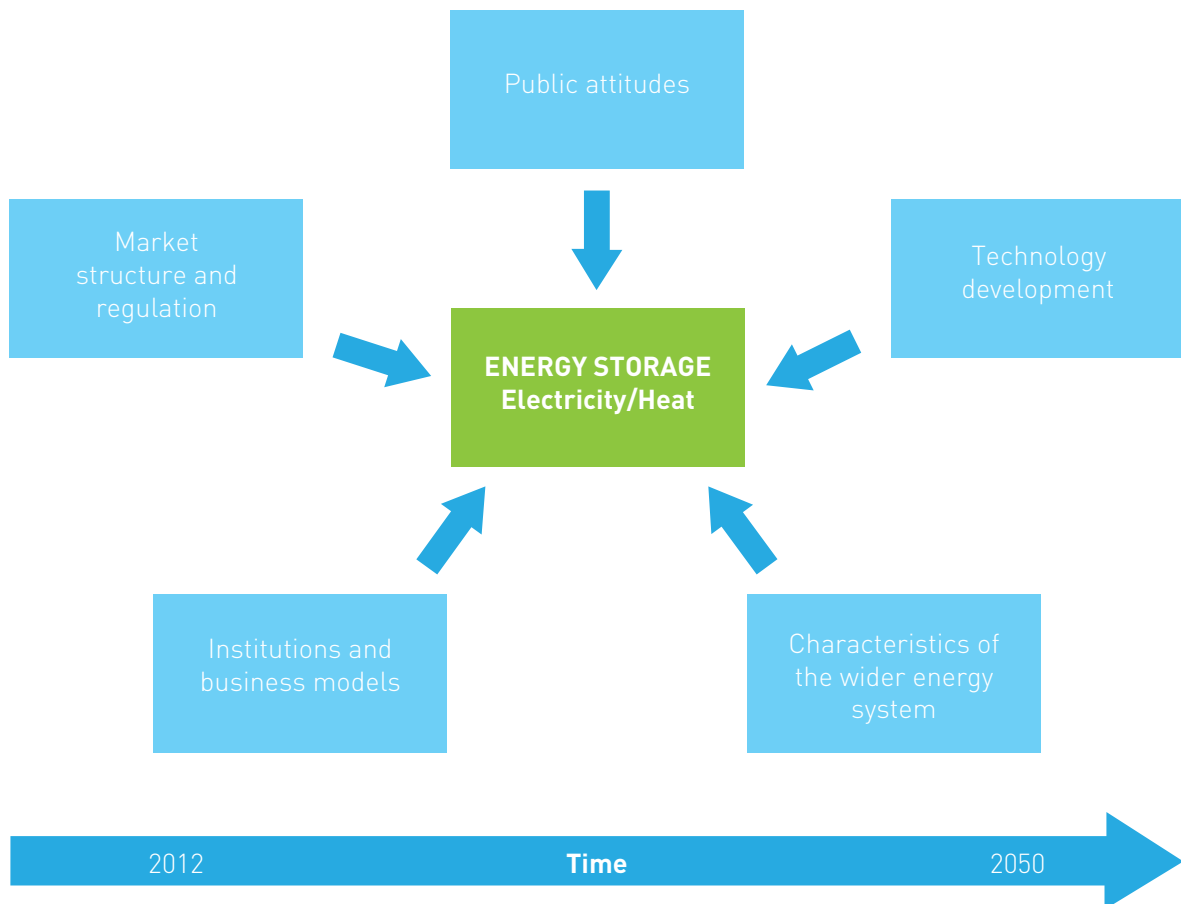 Public attitudes
Market
structure and
regulation
Technology
development
ENERGY STORAGE
Electricity/Heat
Institutions and
business models
Characteristics of
the wider energy
system
2012
Time
2050